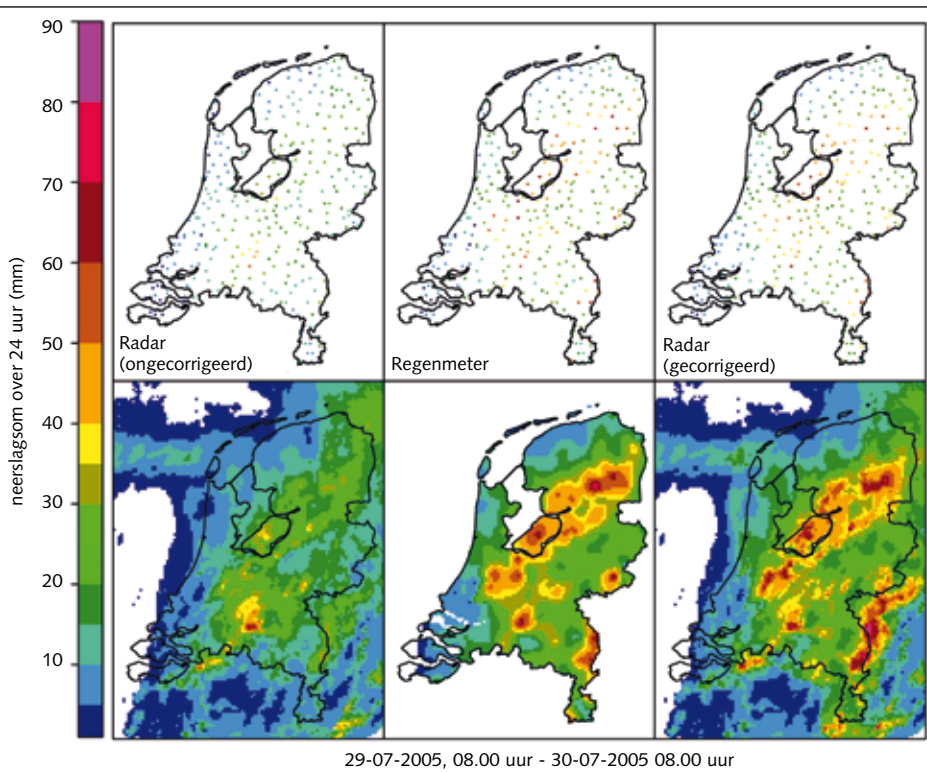 neerslagsom over 24 uur (mm)
90
80
70
60
50
40
30
20
10
Radar
(ongecorrigeerd)
Regenmeter
Radar
(gecorrigeerd)
29-07-2005, 08.00 uur - 30-07-2005 08.00 uur